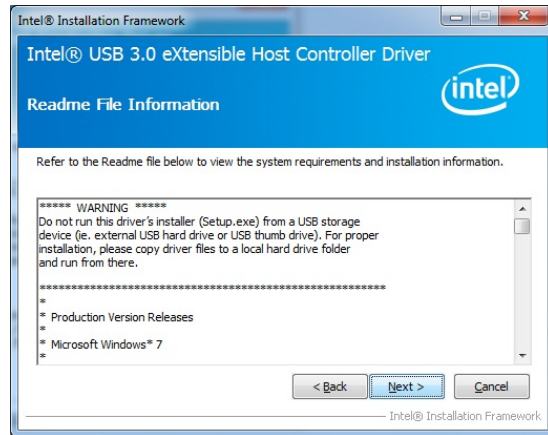 Intel® Installation Framework
Intel® USB 3.0 eXtensible Host Controller Driver
Readme File Information
intel
Refer to the Readme file below to view the system requirements and installation information.
***** WARNING *****
Do not run this driver's installer (Setup.exe) from a USB storage
device (ie. external USB hard drive or USB thumb drive). For proper
installation, please copy driver files to a local hard drive folder
and run from there.
*******************************************************
*
* Production Version Releases
*
* Microsoft Windows* 7
*
< Back
Next >
Cancel
Intel® Installation Framework